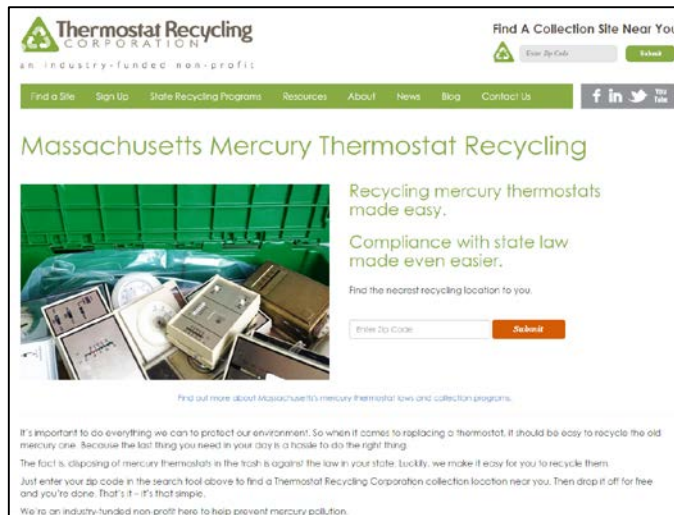 Thermostat Recycling
CORPORATION
an industry-funded non-profit
Find A Collection Site Near You
Enter Zip Code
Submit
Find a Site
Sign Up
State Recycling Programs
Resources
About
News
Blog
Contact Us
f in You Tube
Massachusetts Mercury Thermostat Recycling
Recycling mercury thermostats
made easy.
Compliance with state law
made even easier.
Find the nearest recycling location to you.
Enter Zip Code
Submit
Find out more about Massachusetts's mercury thermostat laws and collection programs.
It's important to do everything we can to protect our environment. So when it comes to replacing a thermostat, it should be easy to recycle the old
mercury one. Because the last thing you need in your day is a hassle to do the right thing.
The fact is, disposing of mercury thermostats in the trash is against the law in your state. Luckily, we make it easy for you to recycle them.
Just enter your zip code in the search tool above to find a Thermostat Recycling Corporation collection location near you. Then drop it off for free
and you're done. That's it – it's that simple.
We're an industry-funded non-profit here to help prevent mercury pollution.